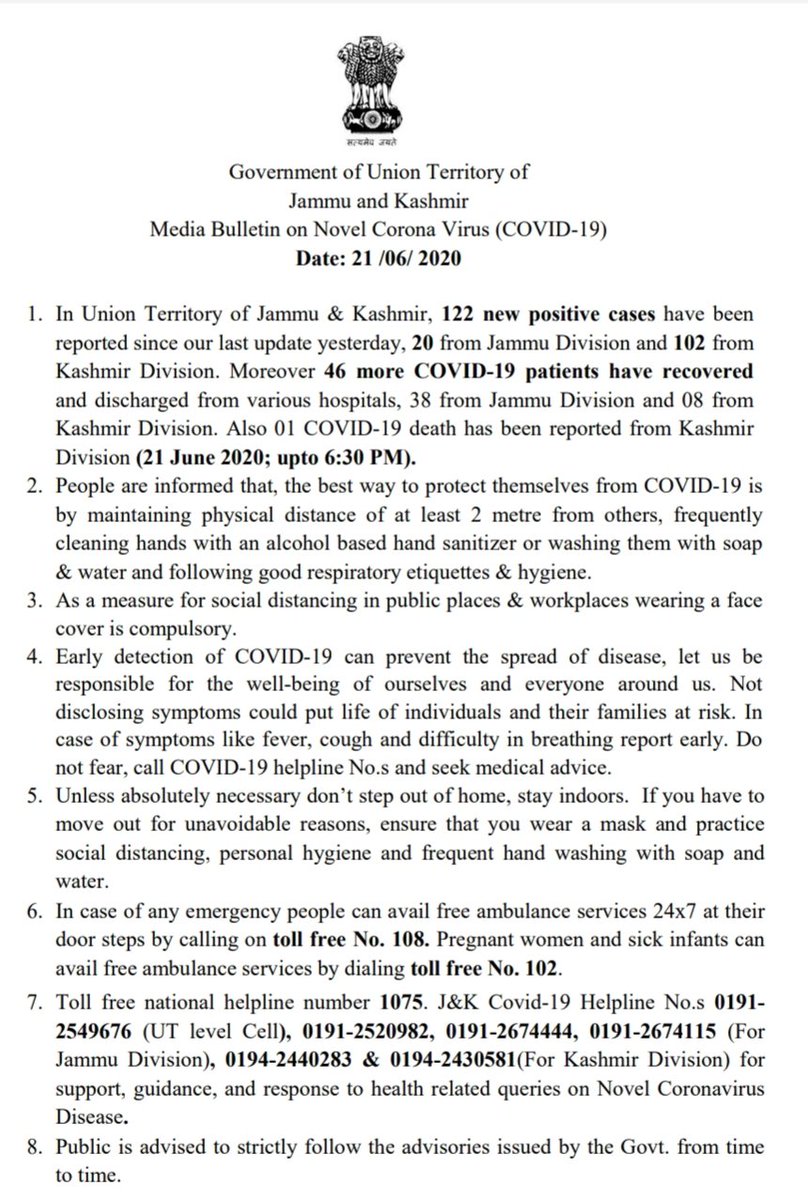 सत्यमेव जयते
Government of Union Territory of
Jammu and Kashmir
Media Bulletin on Novel Corona Virus (COVID-19)
Date: 21 /06/ 2020
1. In Union Territory of Jammu & Kashmir, 122 new positive cases have been
reported since our last update yesterday, 20 from Jammu Division and 102 from
Kashmir Division. Moreover 46 more COVID-19 patients have recovered
and discharged from various hospitals, 38 from Jammu Division and 08 from
Kashmir Division. Also 01 COVID-19 death has been reported from Kashmir
Division (21 June 2020; upto 6:30 PM).
2. People are informed that, the best way to protect themselves from COVID-19 is
by maintaining physical distance of at least 2 metre from others, frequently
cleaning hands with an alcohol based hand sanitizer or washing them with soap
& water and following good respiratory etiquettes & hygiene.
3. As a measure for social distancing in public places & workplaces wearing a face
cover is compulsory.
4. Early detection of COVID-19 can prevent the spread of disease, let us be
responsible for the well-being of ourselves and everyone around us. Not
disclosing symptoms could put life of individuals and their families at risk. In
case of symptoms like fever, cough and difficulty in breathing report early. Do
not fear, call COVID-19 helpline No.s and seek medical advice.
5. Unless absolutely necessary don’t step out of home, stay indoors. If you have to
move out for unavoidable reasons, ensure that you wear a mask and practice
social distancing, personal hygiene and frequent hand washing with soap and
water.
6. In case of any emergency people can avail free ambulance services 24x7 at their
door steps by calling on toll free No. 108. Pregnant women and sick infants can
avail free ambulance services by dialing toll free No. 102.
7. Toll free national helpline number 1075. J&K Covid-19 Helpline No.s 0191-
2549676 (UT level Cell), 0191-2520982, 0191-2674444, 0191-2674115 (For
Jammu Division), 0194-2440283 & 0194-2430581(For Kashmir Division) for
support, guidance, and response to health related queries on Novel Coronavirus
Disease.
8. Public is advised to strictly follow the advisories issued by the Govt. from time
to time.